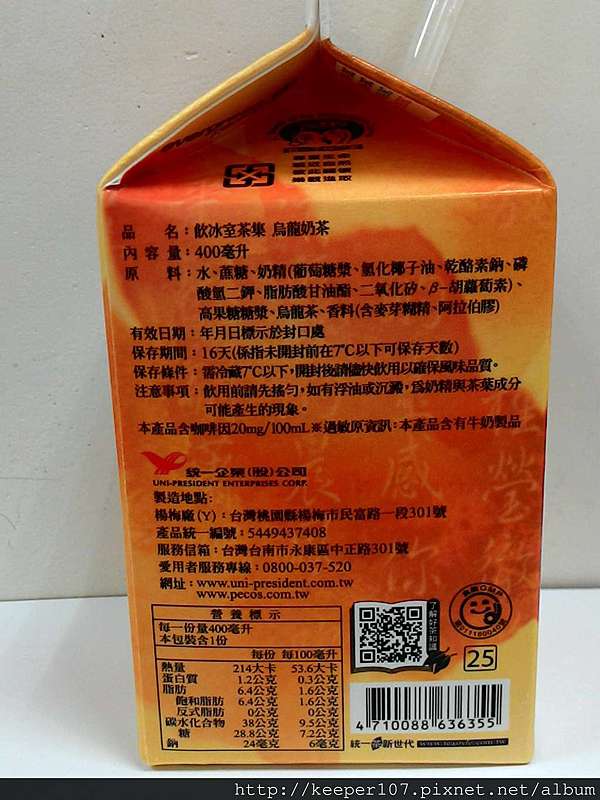 品 名：飲冰室茶集 烏龍奶茶
內 容 量：400毫升
原 料：水、蔗糖、奶精(葡萄糖漿、氫化椰子油、乾酪素鈉、磷
酸氫二鉀、脂肪酸甘油酯、二氧化矽、β-胡蘿蔔素)、
高果糖糖漿、烏龍茶、香料(含麥芽糊精、阿拉伯膠)
有效日期：年月日標示於封口處
保存期間：16天(係指未開封前在7℃以下可保存天數)
保存條件：需冷藏7℃以下，開封後請儘快飲用以確保風味品質。
注意事項：飲用前請先搖勻，如有浮油或沉澱，為奶精與茶葉成分
可能產生的現象。
本產品含咖啡因20mg/100mL※過敏原資訊：本產品含有牛奶製品
統一企業(股)公司
UNI-PRESIDENT ENTERPRISES CORP.
製造地點：
楊梅廠(Y)：台灣桃園縣楊梅市民富路一段301號
產品統一編號：5449437408
服務信箱：台灣台南市永康區中正路301號
愛用者服務專線：0800-037-520
網址：www.uni-president.com.tw
www.pecos.com.tw
營養標示
每一份量400毫升
本包裝含1份
每份 每100毫升
熱量 214大卡 53.6大卡
蛋白質 1.2公克 0.3公克
脂肪 6.4公克 1.6公克
飽和脂肪 6.4公克 1.6公克
反式脂肪 0公克 0公克
碳水化合物 38公克 9.5公克
糖 28.8公克 7.2公克
鈉 24毫克 6毫克
了解好茶知識
25
4 710088 636355
統一 新世代
http://keeper107.pixnet.net/album